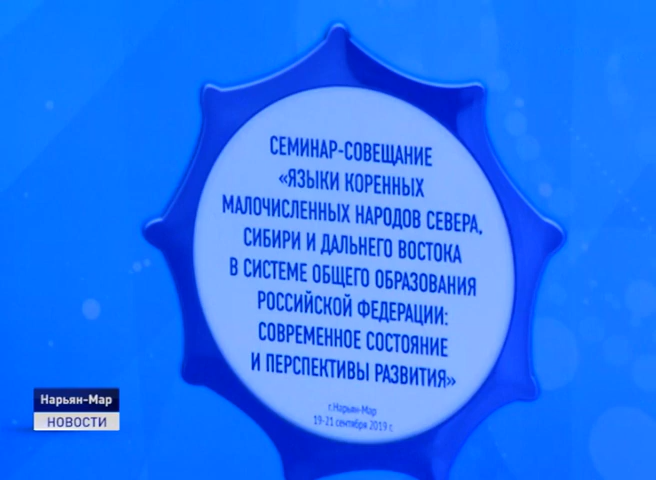 СЕМИНАР-СОВЕЩАНИЕ
«ЯЗЫКИ КОРЕННЫХ
МАЛОЧИСЛЕННЫХ НАРОДОВ СЕВЕРА,
СИБИРИ И ДАЛЬНЕГО ВОСТОКА
В СИСТЕМЕ ОБЩЕГО ОБРАЗОВАНИЯ
РОССИЙСКОЙ ФЕДЕРАЦИИ:
СОВРЕМЕННОЕ СОСТОЯНИЕ
И ПЕРСПЕКТИВЫ РАЗВИТИЯ»
г.Нарьян-Мар
19-21 сентября 2019 г.
Нарьян-Мар
НОВОСТИ